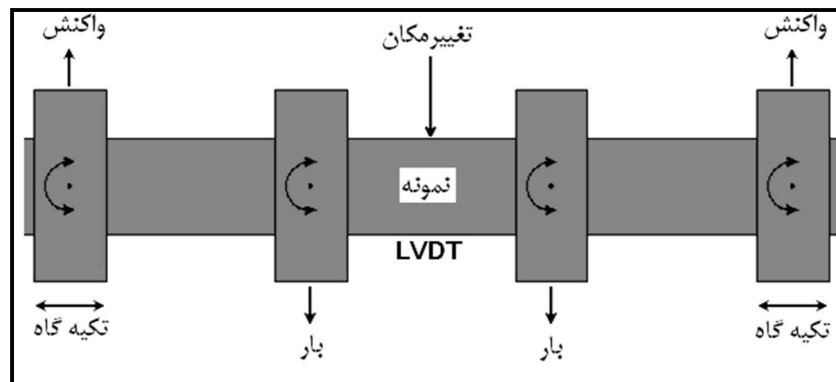 واکنش
تغییرمکان
واکنش
نمونه
LVDT
تکیه گاه
بار
بار
تکیه گاه